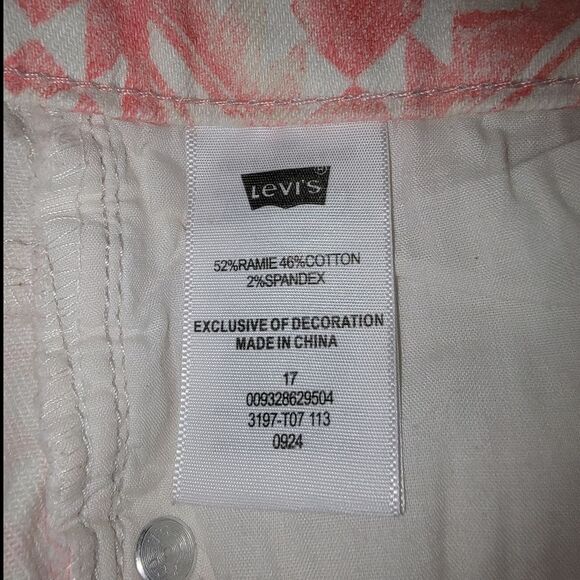 Levi's®
52%RAMIE 46%COTTON
2%SPANDEX
EXCLUSIVE OF DECORATION
MADE IN CHINA
17
009328629504
3197-T07 113
0924